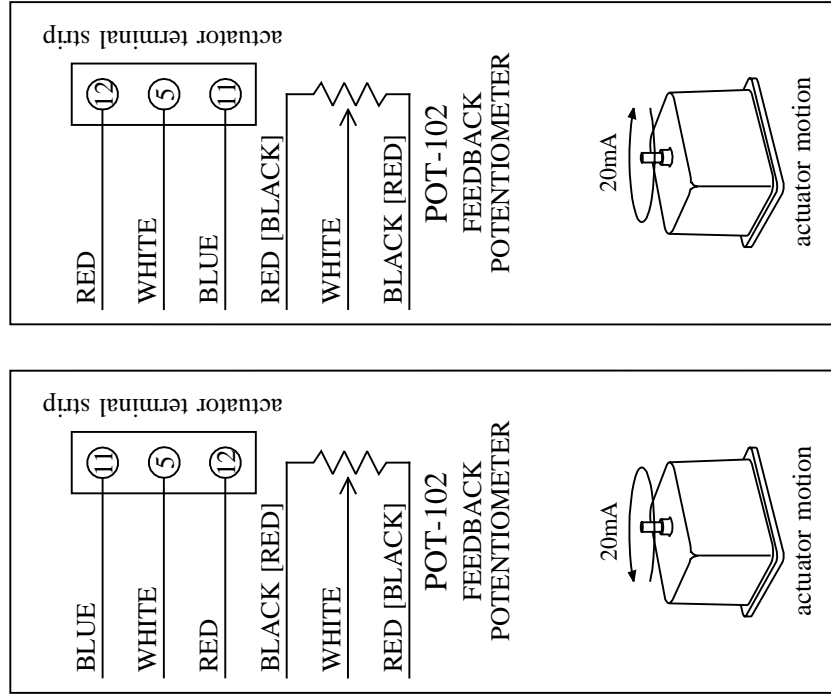 actuator terminal strip
BLUE
11
WHITE
5
RED
12
BLACK [RED]
WHITE
RED [BLACK]
POT-102
FEEDBACK
POTENTIOMETER
20mA
actuator motion
actuator terminal strip
RED
12
WHITE
5
BLUE
11
RED [BLACK]
WHITE
BLACK [RED]
POT-102
FEEDBACK
POTENTIOMETER
20mA
actuator motion